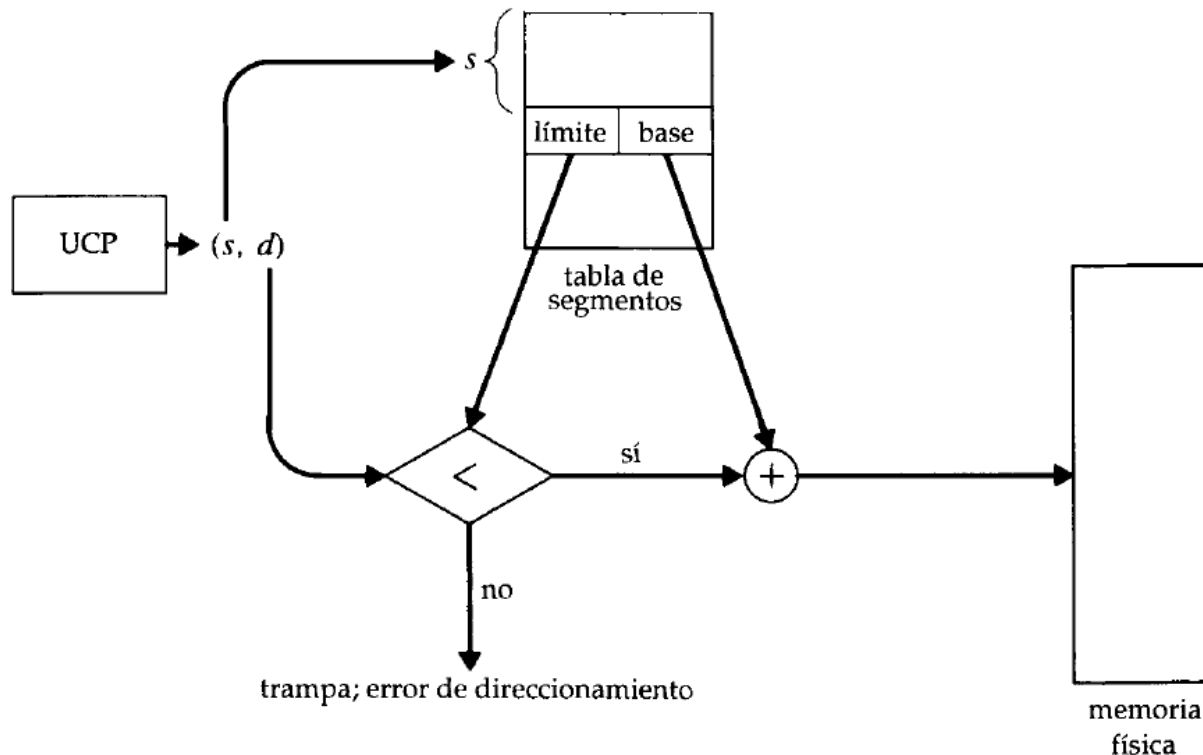 s
límite base
UCP
(s, d)
tabla de
segmentos
<
sí
+
no
trampa; error de direccionamiento
memoria
física